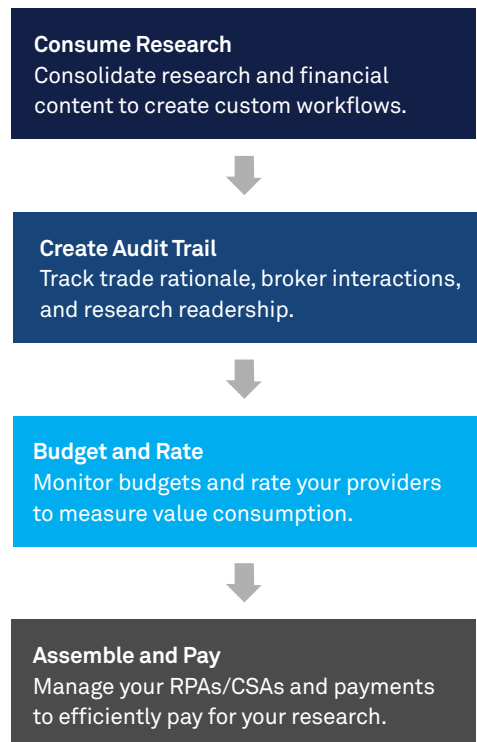 Consume Research
Consolidate research and financial
content to create custom workflows.
Create Audit Trail
Track trade rationale, broker interactions,
and research readership.
Budget and Rate
Monitor budgets and rate your providers
to measure value consumption.
Assemble and Pay
Manage your RPAs/CSAs and payments
to efficiently pay for your research.